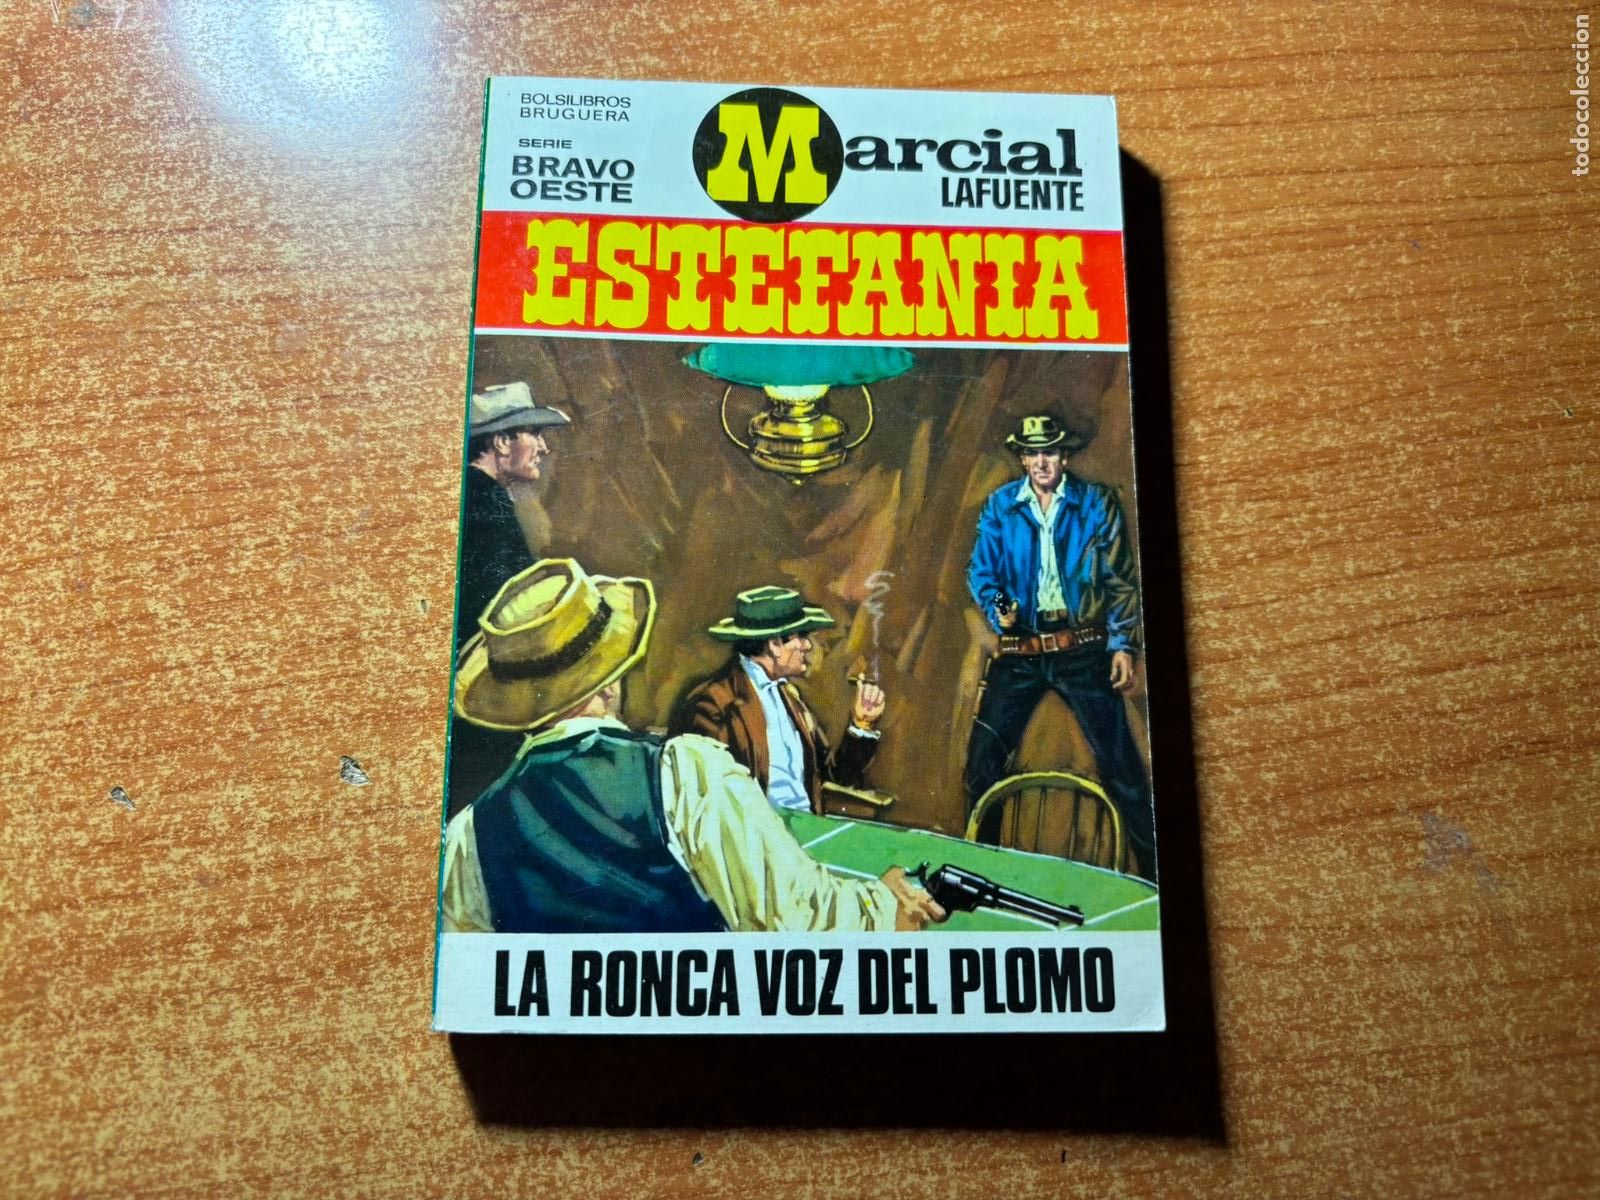 BOLSILIBROS
BRUGUERA
SERIE
BRAVO
OESTE
Marcial
LAFUENTE
ESTEFANIA
LA RONCA VOZ DEL PLOMO
todocoleccion